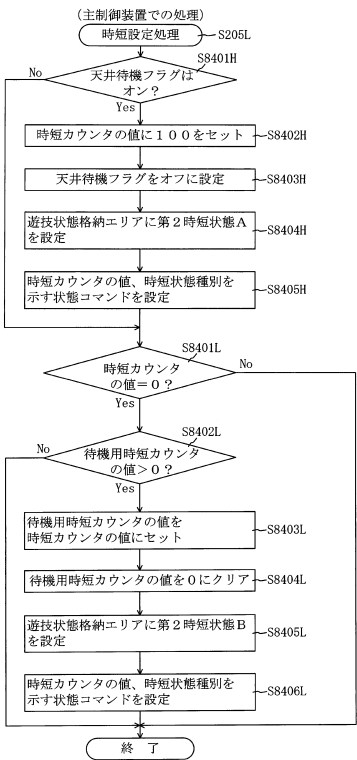 (主制御装置での処理)
時短設定処理
S205L
S8401H
天井待機フラグは
オン?
No
Yes
時短カウンタの値に100をセット
S8402H
天井待機フラグをオフに設定
S8403H
遊技状態格納エリアに第2時短状態A
を設定
S8404H
時短カウンタの値、時短状態種別を
示す状態コマンドを設定
S8405H
S8401L
時短カウンタ
の値=0?
No
Yes
S8402L
待機用時短カウンタ
の値>0?
No
Yes
待機用時短カウンタの値を
時短カウンタの値にセット
S8403L
待機用時短カウンタの値を0にクリア
S8404L
遊技状態格納エリアに第2時短状態B
を設定
S8405L
時短カウンタの値、時短状態種別を
示す状態コマンドを設定
S8406L
終 了